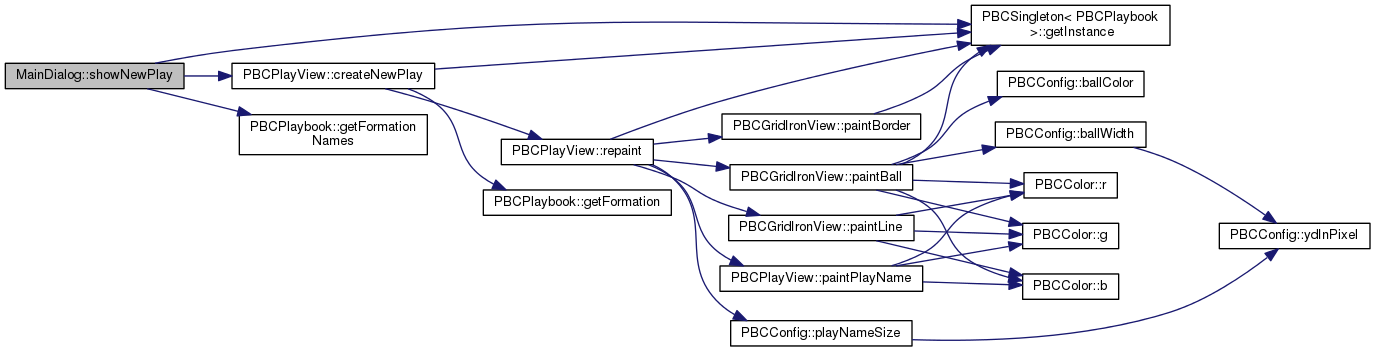 MainDialog::showNewPlay
PBCPlayView::createNewPlay
PBCPlaybook::getFormation
Names
PBCPlayView::repaint
PBCPlaybook::getFormation
PBCGridIronView::paintBorder
PBCGridIronView::paintBall
PBCGridIronView::paintLine
PBCPlayView::paintPlayName
PBCConfig::playNameSize
PBCSingleton< PBCPlaybook
>::getInstance
PBCConfig::ballColor
PBCConfig::ballWidth
PBCColor::r
PBCColor::g
PBCColor::b
PBCConfig::ydInPixel